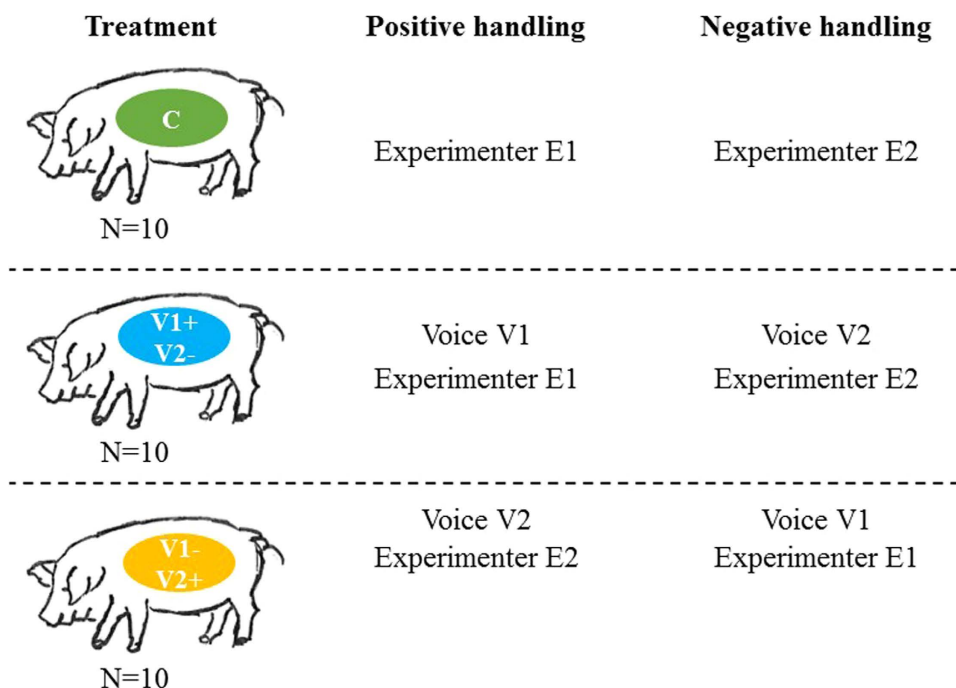 Treatment Positive handling Negative handling
C
Experimenter E1 Experimenter E2
N=10
V1+
V2-
Voice V1 Voice V2
Experimenter E1 Experimenter E2
N=10
Voice V2 Voice V1
Experimenter E2 Experimenter E1
V1-
V2+
N=10